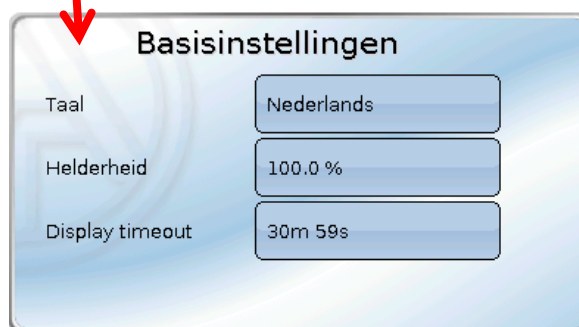 Basisinstellingen
Taal Nederlands
Helderheid 100.0 %
Display timeout 30m 59s